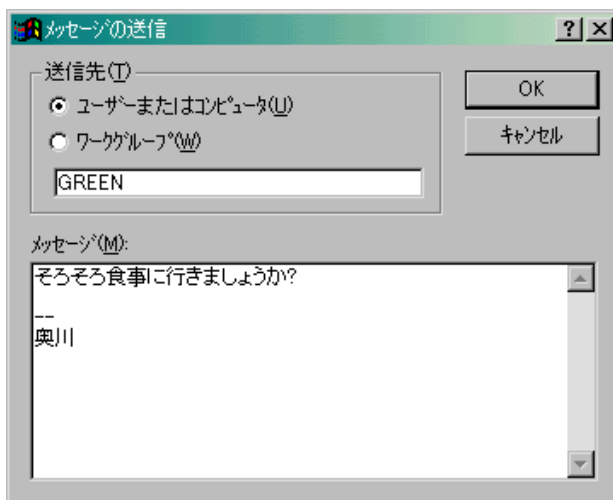 ﾒｯｾｰｼﾞの送信
送信先(T)
ﾕｰｻﾞｰまたはｺﾝﾋﾟｭｰﾀ(U)
ﾜｰｸｸﾞﾙｰﾌﾟ(W)
GREEN
OK
ｷｬﾝｾﾙ
ﾒｯｾｰｼﾞ(M):
そろそろ食事に行きましょうか?
--
奥川